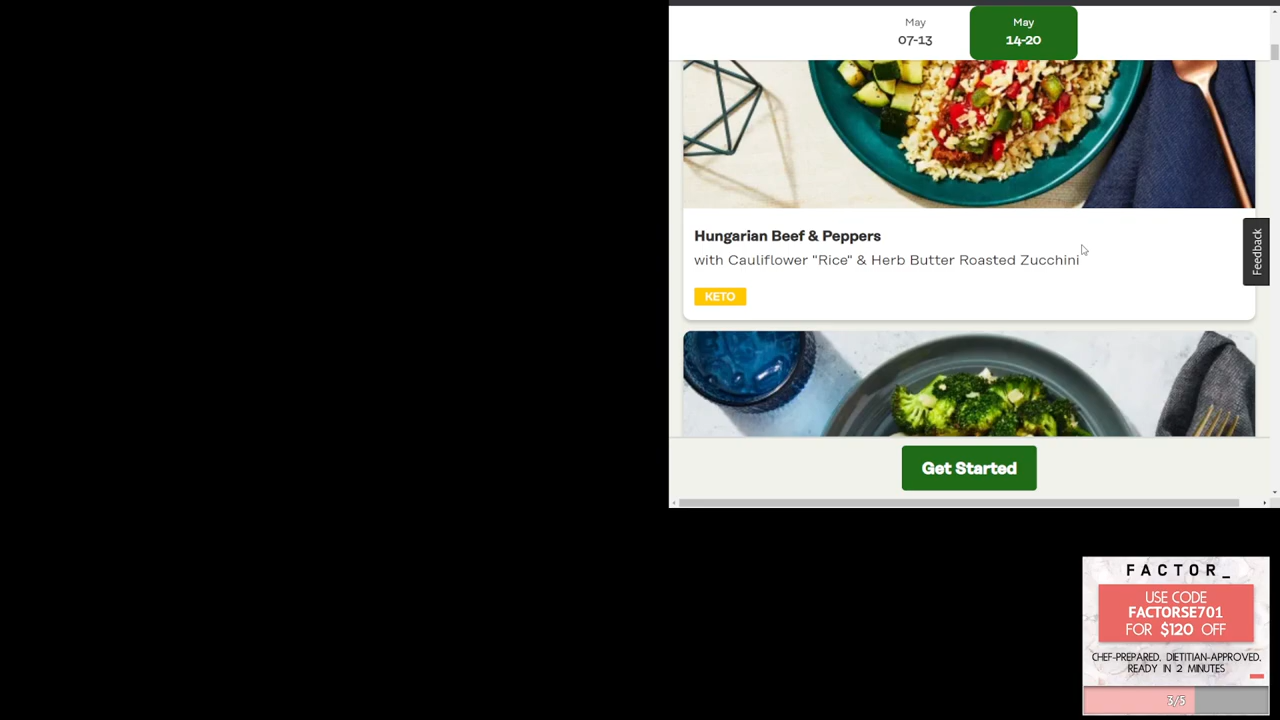 May
07-13
May
14-20
Hungarian Beef & Peppers
with Cauliflower "Rice" & Herb Butter Roasted Zucchini
KETO
Feedback
Get Started
FACTOR_
USE CODE
FACTORSE701
FOR $120 OFF
CHEF-PREPARED, DIETITIAN-APPROVED,
READY IN 2 MINUTES
3/5